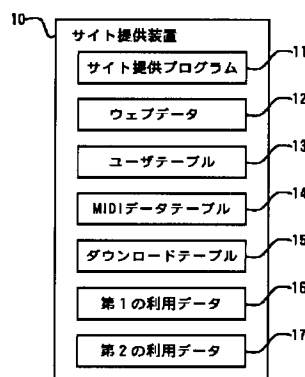 10
サイト提供装置
11
サイト提供プログラム
12
ウェブデータ
13
ユーザテーブル
14
MIDIデータテーブル
15
ダウンロードテーブル
16
第1の利用データ
17
第2の利用データ